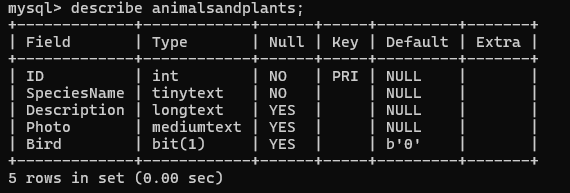 mysql> describe animalsandplants;
+-------------+------------+------+-----+---------+-------+
| Field       | Type       | Null | Key | Default | Extra |
+-------------+------------+------+-----+---------+-------+
| ID          | int        | NO   | PRI | NULL    |       |
| SpeciesName | tinytext   | NO   |     | NULL    |       |
| Description | longtext   | YES  |     | NULL    |       |
| Photo       | mediumtext | YES  |     | NULL    |       |
| Bird        | bit(1)     | YES  |     | b'0'    |       |
+-------------+------------+------+-----+---------+-------+
5 rows in set (0.00 sec)